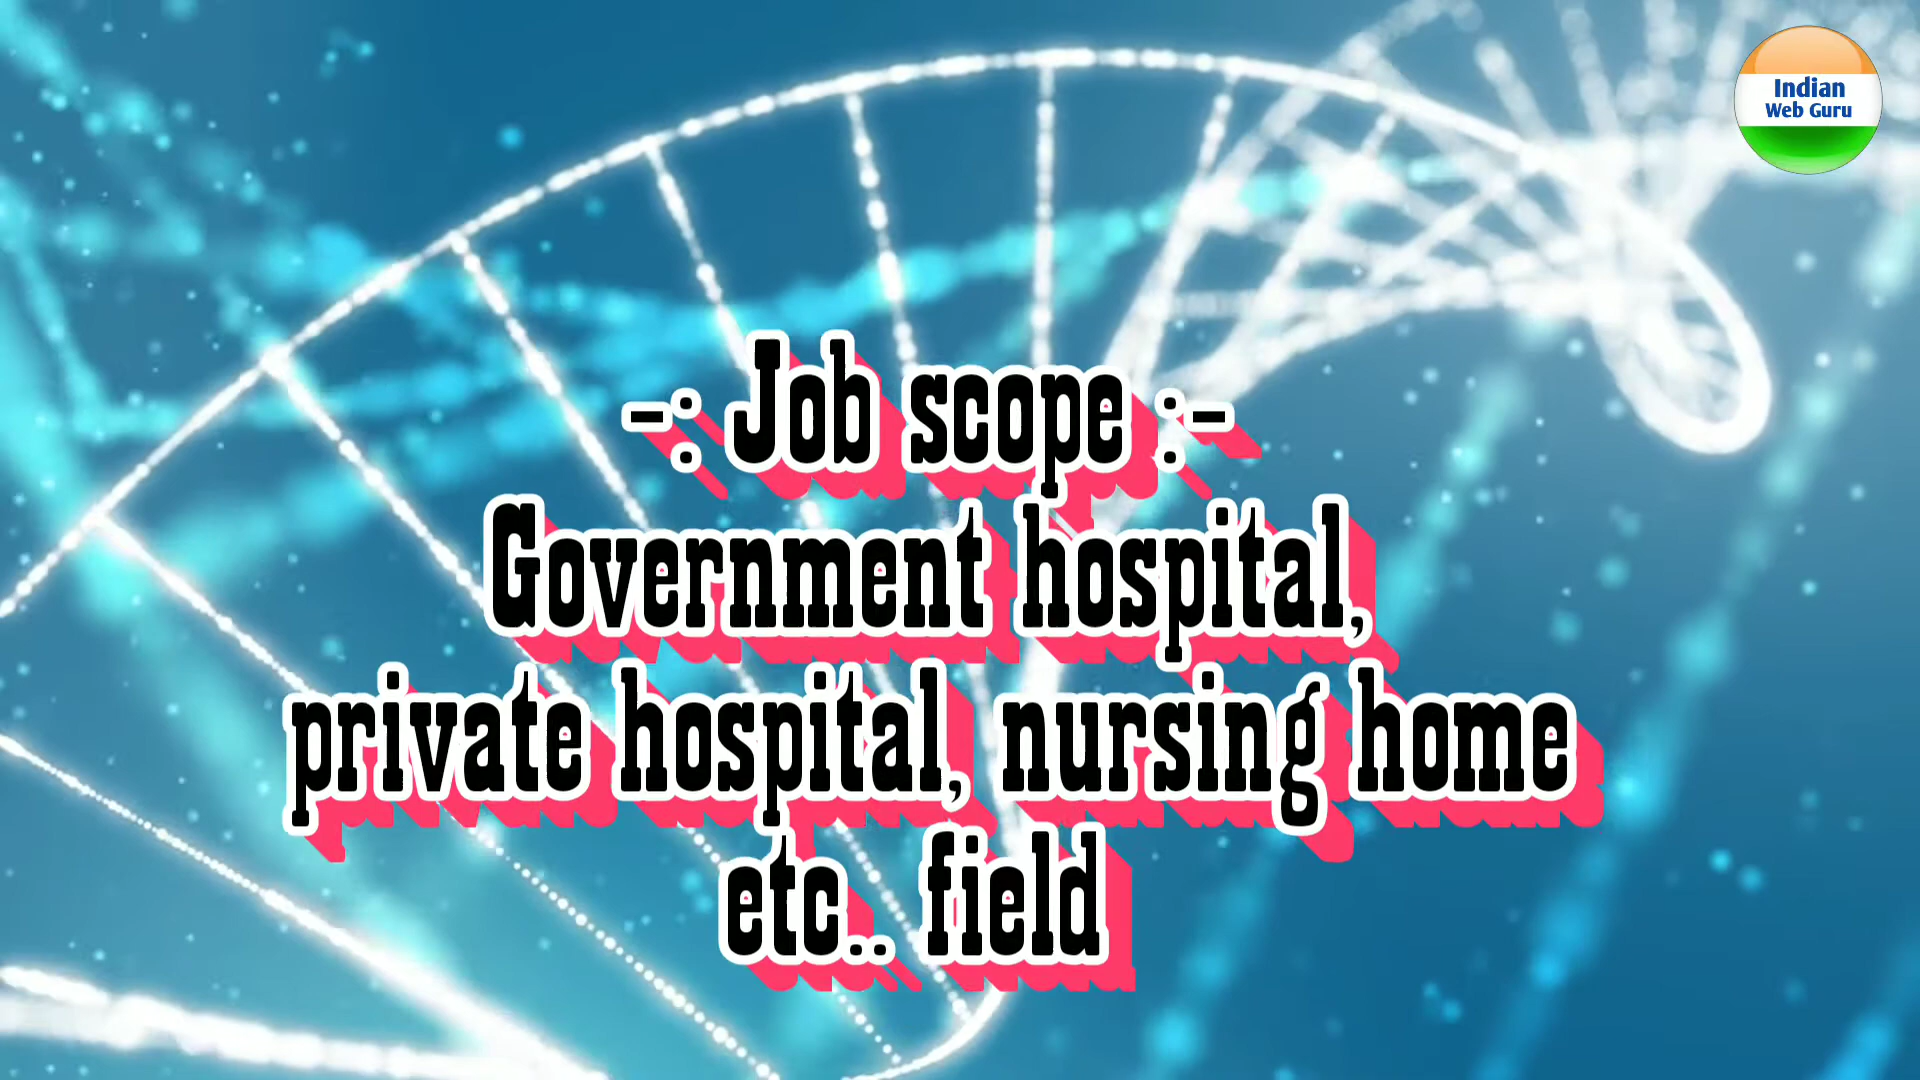 Indian
Web Guru
-: Job scope :-
Government hospital,
private hospital, nursing home
etc.. field